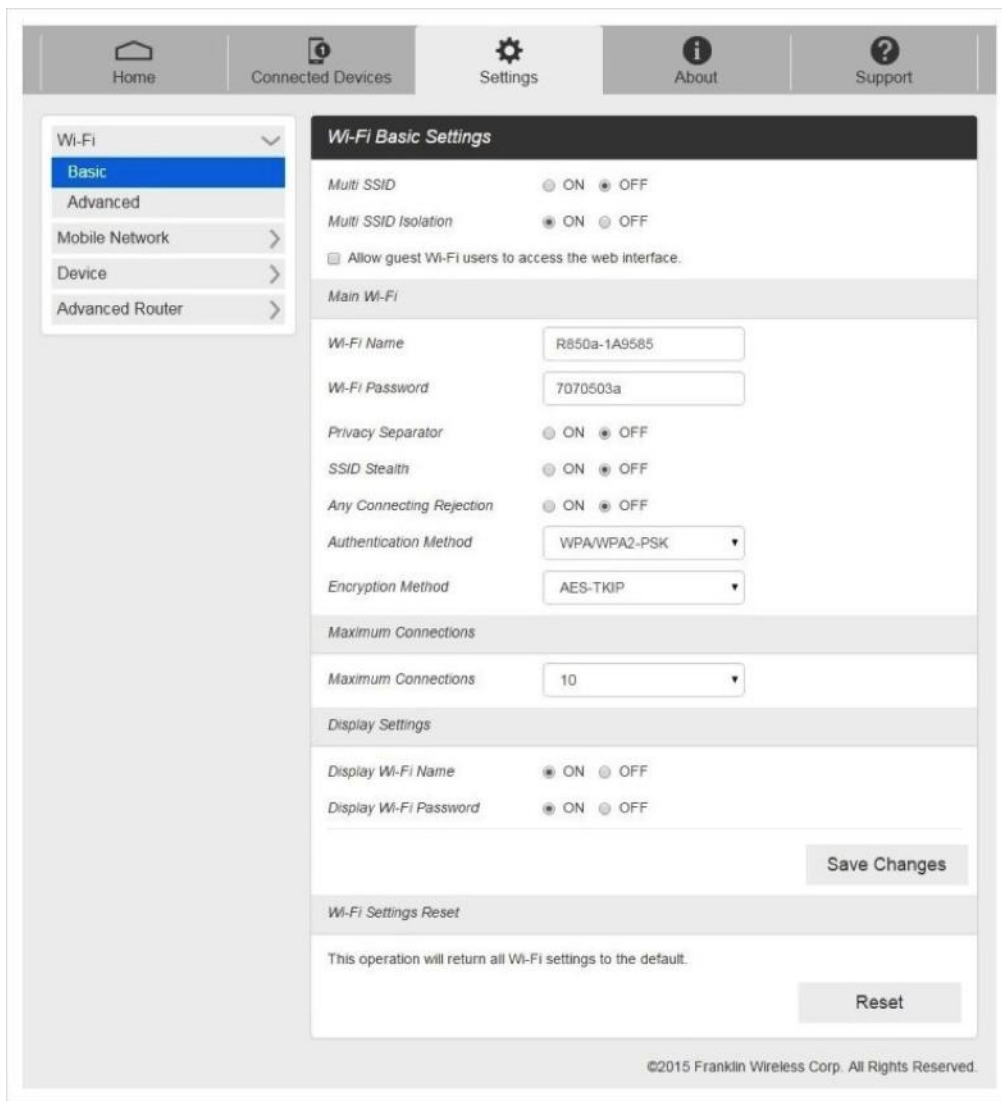 Home
1
Connected Devices
Settings
About
Support
Wi-Fi
Basic
Advanced
Mobile Network
Device
Advanced Router
Wi-Fi Basic Settings
Multi SSID ON OFF
Multi SSID Isolation ON OFF
Allow guest Wi-Fi users to access the web interface.
Main Wi-Fi
Wi-Fi Name R850a-1A9585
Wi-Fi Password 7070503a
Privacy Separator ON OFF
SSID Stealth ON OFF
Any Connecting Rejection ON OFF
Authentication Method WPA/WPA2-PSK
Encryption Method AES-TKIP
Maximum Connections
Maximum Connections 10
Display Settings
Display Wi-Fi Name ON OFF
Display Wi-Fi Password ON OFF
Save Changes
Wi-Fi Settings Reset
This operation will return all Wi-Fi settings to the default.
Reset
©2015 Franklin Wireless Corp. All Rights Reserved.